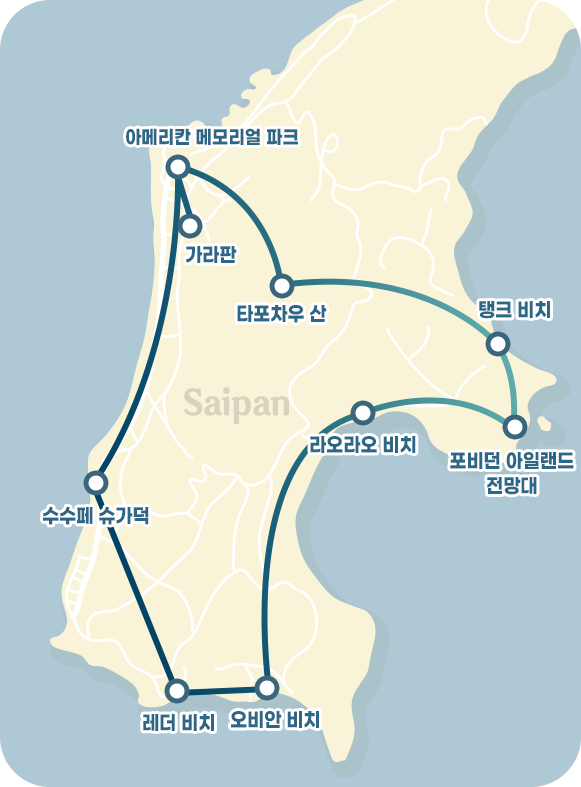 아메리칸 메모리얼 파크
가라판
타포차우 산
탱크 비치
Saipan
라오라오 비치
포비던 아일랜드
전망대
수수페 슈가덕
레더 비치
오비안 비치